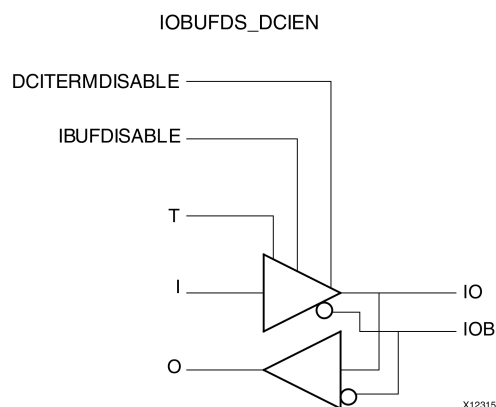 IOBUFDS_DCIEN
DCITERMDISABLE
IBUFDISABLE
T
I
IO
IOB
O
X12315